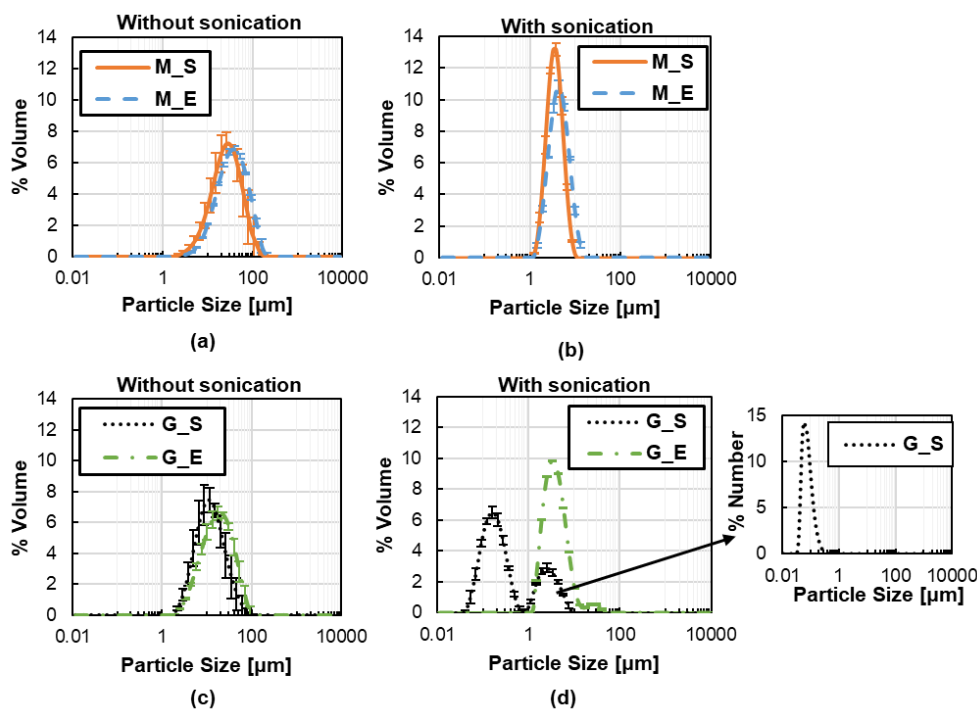 Without sonication
14
12
10
8
6
4
2
0
% Volume
M_S
M_E
0.01 1 100 10000
Particle Size [µm]
(a)
With sonication
14
12
10
8
6
4
2
0
% Volume
M_S
M_E
0.01 1 100 10000
Particle Size [µm]
(b)
Without sonication
14
12
10
8
6
4
2
0
% Volume
G_S
G_E
0.01 1 100 10000
Particle Size [µm]
(c)
With sonication
14
12
10
8
6
4
2
0
% Volume
G_S
G_E
0.01 1 100 10000
Particle Size [µm]
(d)
15
10
5
0
% Number
G_S
0.01 1 100 10000
Particle Size [µm]